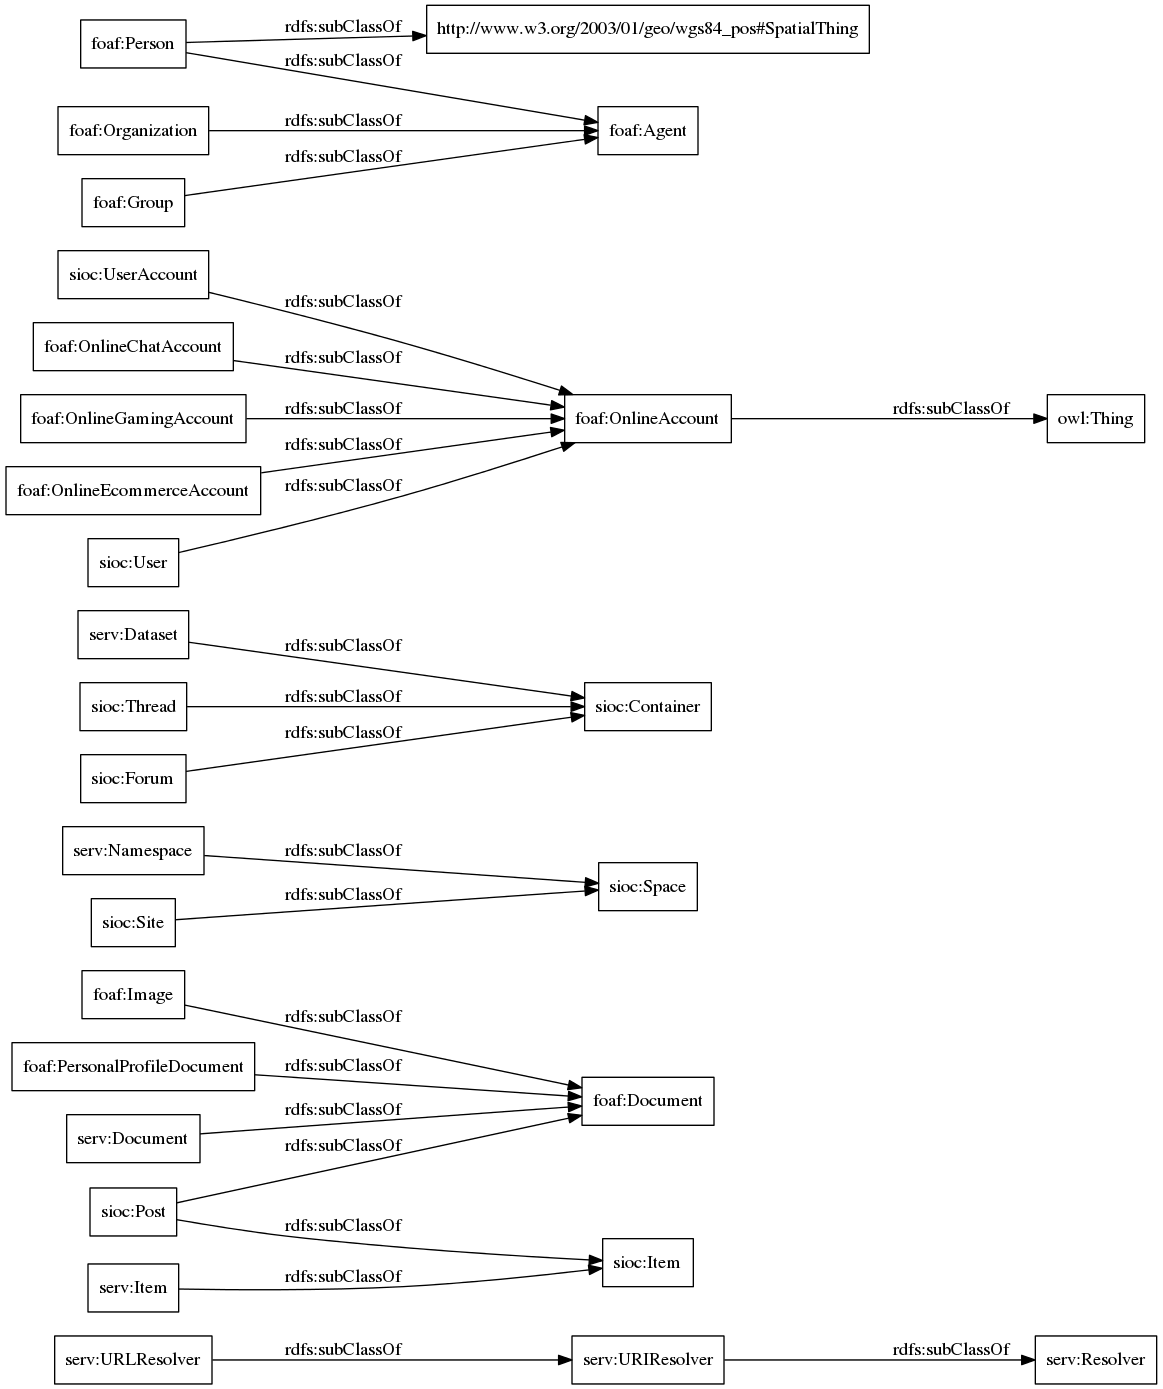 foaf:Person
rdfs:subClassOf
http://www.w3.org/2003/01/geo/wgs84_pos#SpatialThing
rdfs:subClassOf
foaf:Organization
rdfs:subClassOf
foaf:Agent
rdfs:subClassOf
foaf:Group
sioc:UserAccount
rdfs:subClassOf
foaf:OnlineChatAccount
rdfs:subClassOf
foaf:OnlineGamingAccount
rdfs:subClassOf
foaf:OnlineAccount
rdfs:subClassOf
owl:Thing
rdfs:subClassOf
foaf:OnlineEcommerceAccount
rdfs:subClassOf
sioc:User
serv:Dataset
rdfs:subClassOf
sioc:Thread
rdfs:subClassOf
sioc:Container
rdfs:subClassOf
sioc:Forum
serv:Namespace
rdfs:subClassOf
sioc:Space
rdfs:subClassOf
sioc:Site
foaf:Image
rdfs:subClassOf
foaf:PersonalProfileDocument
rdfs:subClassOf
foaf:Document
rdfs:subClassOf
serv:Document
rdfs:subClassOf
sioc:Post
rdfs:subClassOf
sioc:Item
rdfs:subClassOf
serv:Item
serv:URLResolver
rdfs:subClassOf
serv:URIResolver
rdfs:subClassOf
serv:Resolver